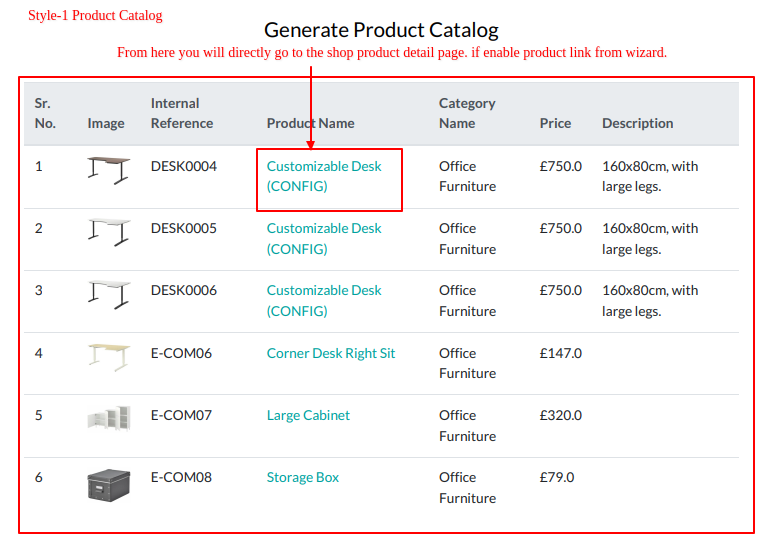 Style-1 Product Catalog
Generate Product Catalog
From here you will directly go to the shop product detail page. if enable product link from wizard.
Sr. No. Image Internal Reference Product Name Category Name Price Description
1 DESK0004 Customizable Desk (CONFIG) Office Furniture £750.0 160x80cm, with large legs.
2 DESK0005 Customizable Desk (CONFIG) Office Furniture £750.0 160x80cm, with large legs.
3 DESK0006 Customizable Desk (CONFIG) Office Furniture £750.0 160x80cm, with large legs.
4 E-COM06 Corner Desk Right Sit Office Furniture £147.0
5 E-COM07 Large Cabinet Office Furniture £320.0
6 E-COM08 Storage Box Office Furniture £79.0